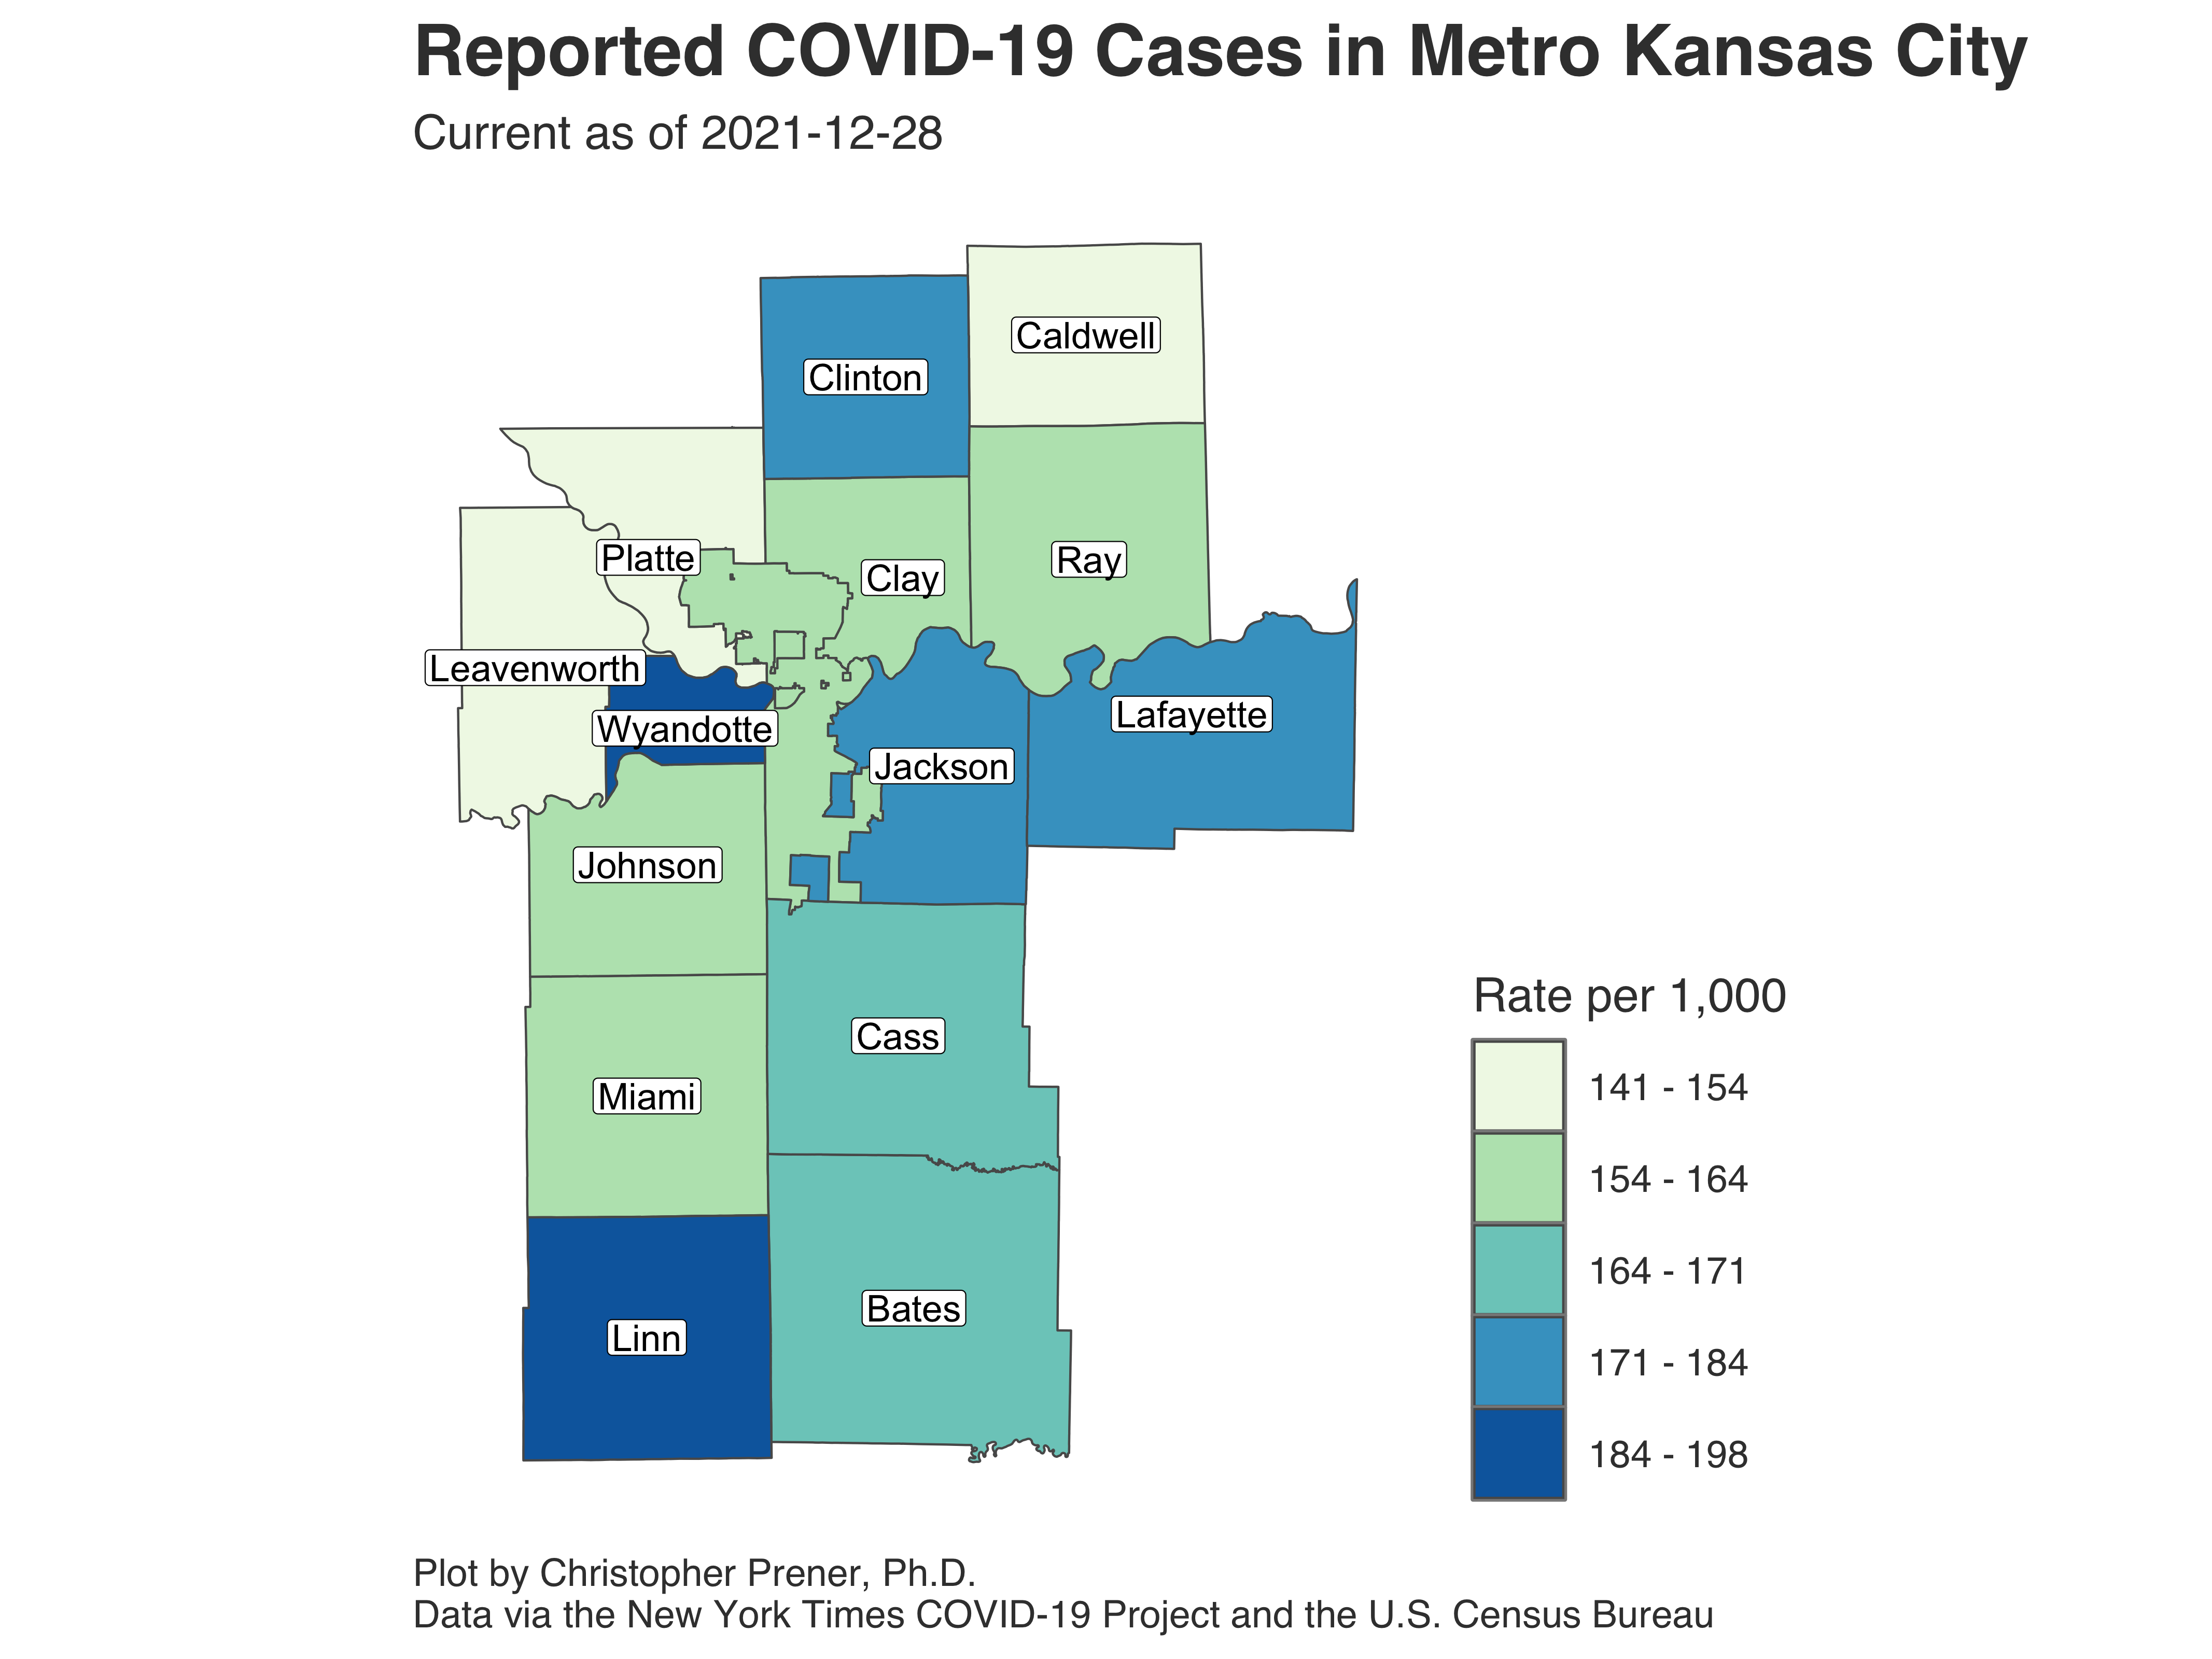 Reported COVID-19 Cases in Metro Kansas City
Current as of 2021-12-28
Caldwell
Clinton
Platte
Clay
Ray
Leavenworth
Wyandotte
Lafayette
Jackson
Johnson
Cass
Miami
Bates
Linn
Rate per 1,000
141 - 154
154 - 164
164 - 171
171 - 184
184 - 198
Plot by Christopher Prener, Ph.D.
Data via the New York Times COVID-19 Project and the U.S. Census Bureau